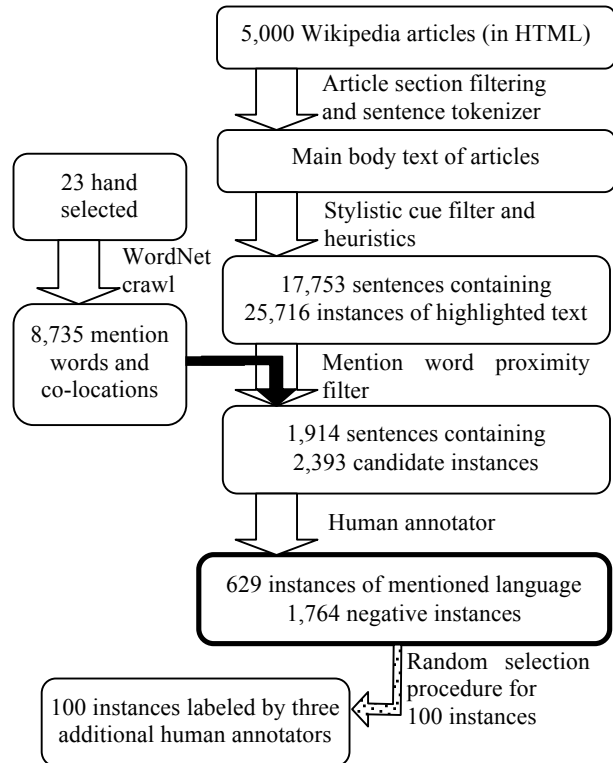 5,000 Wikipedia articles (in HTML)
Article section filtering
and sentence tokenizer
Main body text of articles
23 hand
selected
Stylistic cue filter and
heuristics
WordNet
crawl
17,753 sentences containing
25,716 instances of highlighted text
8,735 mention
words and
co-locations
Mention word proximity
filter
1,914 sentences containing
2,393 candidate instances
Human annotator
629 instances of mentioned language
1,764 negative instances
Random selection
procedure for
100 instances
100 instances labeled by three
additional human annotators